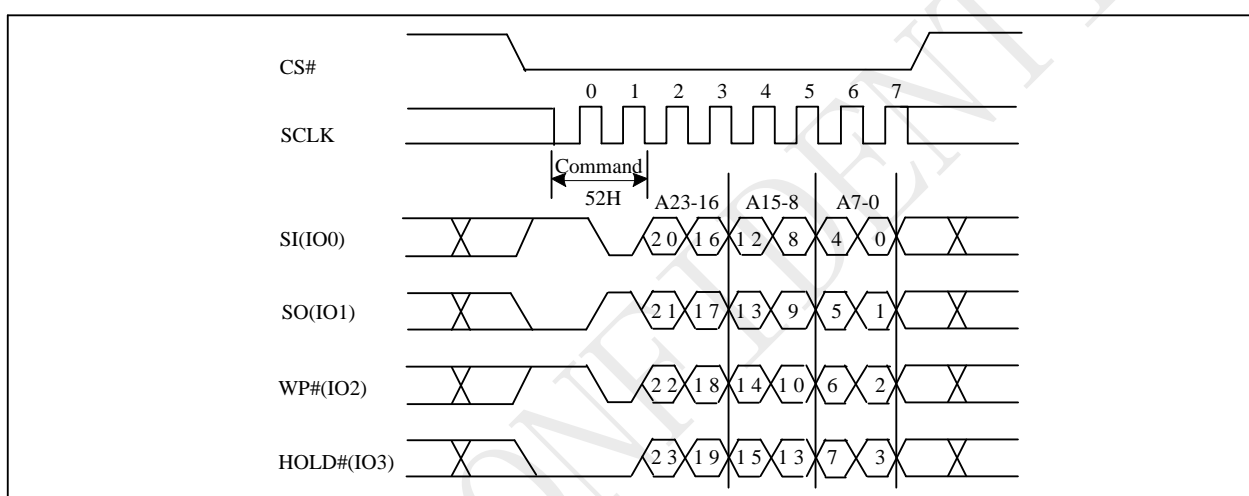 CS#
0 1 2 3 4 5 6 7
SCLK
Command
52H
A23-16 A15-8 A7-0
SI(IO0) 20 16 12 8 4 0
SO(IO1) 21 17 13 9 5 1
WP#(IO2) 22 18 14 10 6 2
HOLD#(IO3) 23 19 15 13 7 3